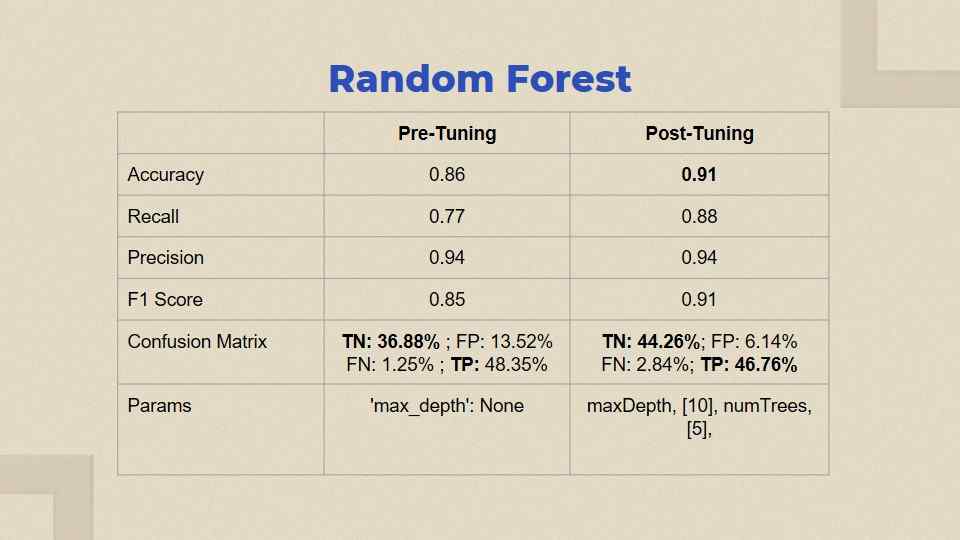 Random Forest
Pre-Tuning Post-Tuning
Accuracy 0.86 0.91
Recall 0.77 0.88
Precision 0.94 0.94
F1 Score 0.85 0.91
Confusion Matrix TN: 36.88% ; FP: 13.52% TN: 44.26%; FP: 6.14%
FN: 1.25% ; TP: 48.35% FN: 2.84%; TP: 46.76%
Params 'max_depth': None maxDepth, [10], numTrees,
[5],